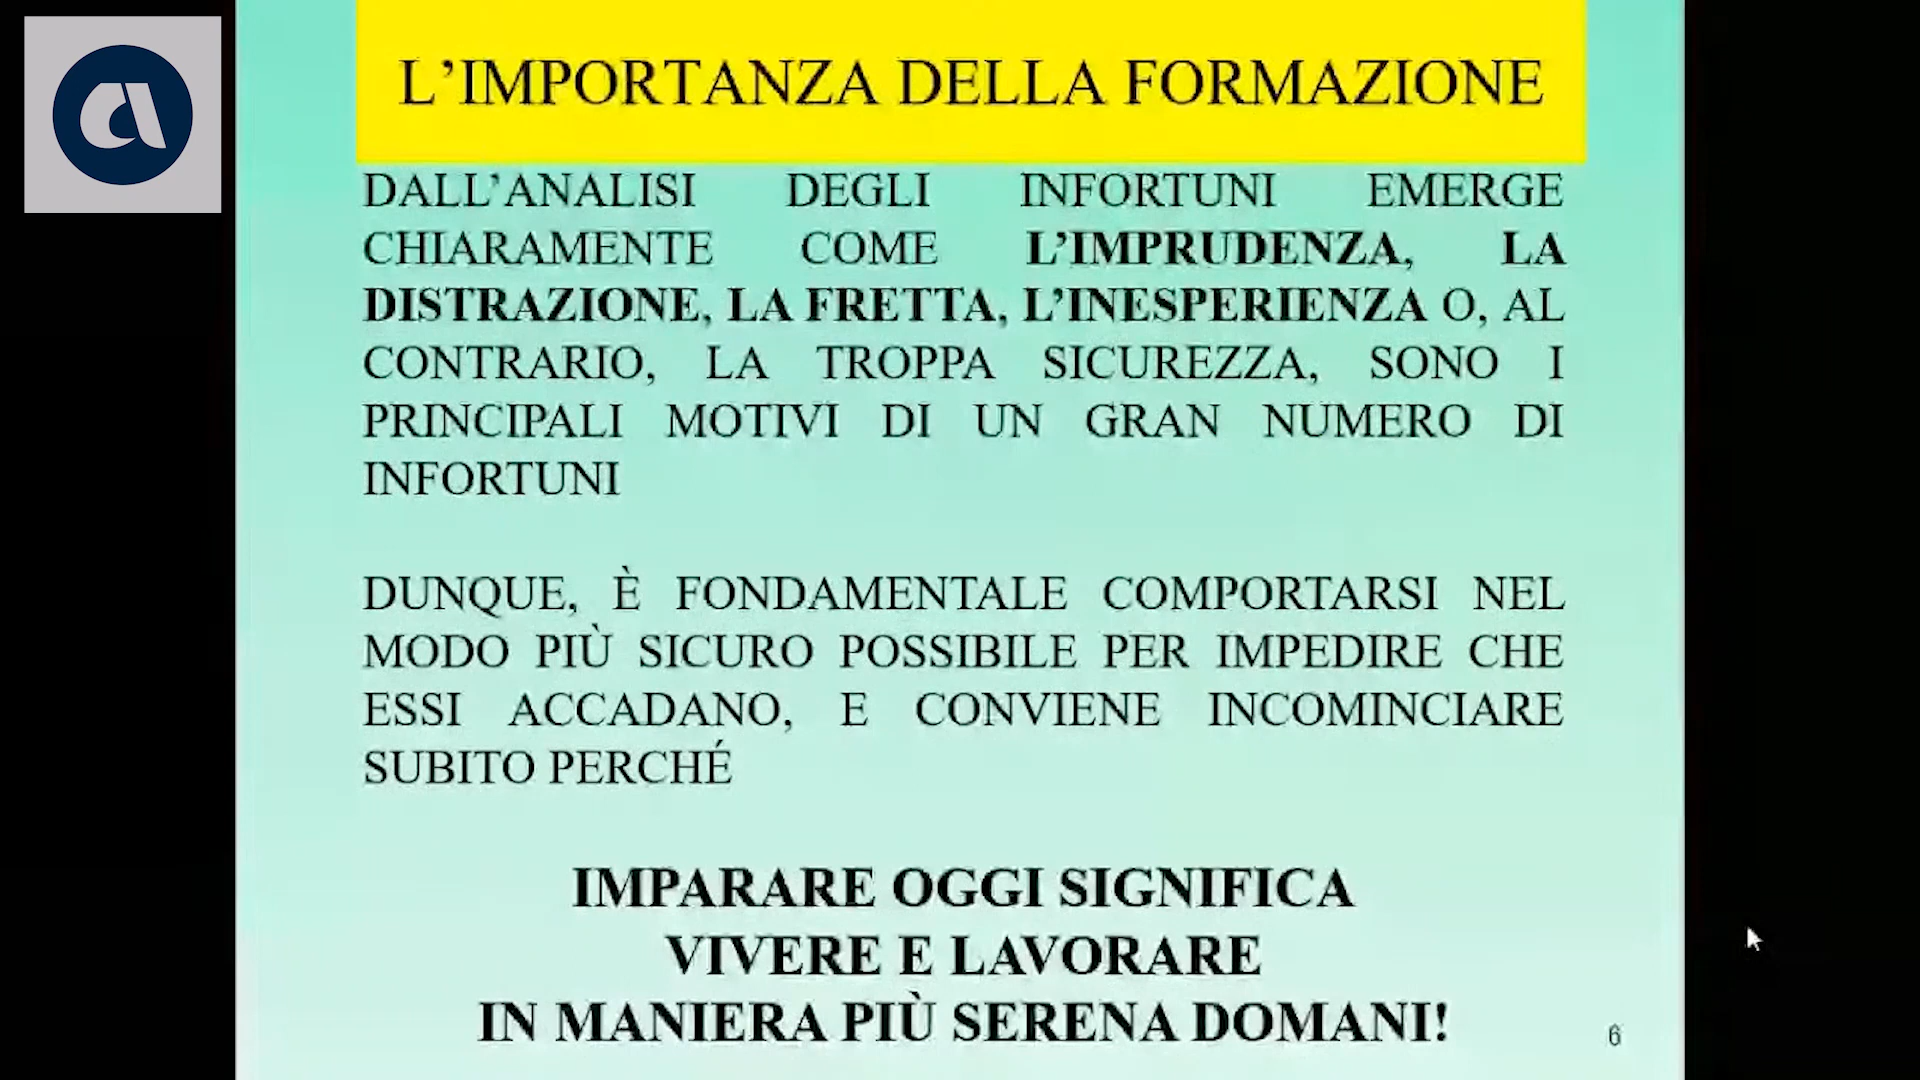 L’IMPORTANZA DELLA FORMAZIONE
DALL’ANALISI DEGLI INFORTUNI EMERGE
CHIARAMENTE COME L’IMPRUDENZA, LA
DISTRAZIONE, LA FRETTA, L’INESPERIENZA O, AL
CONTRARIO, LA TROPPA SICUREZZA, SONO I
PRINCIPALI MOTIVI DI UN GRAN NUMERO DI
INFORTUNI
DUNQUE, È FONDAMENTALE COMPORTARSI NEL
MODO PIÙ SICURO POSSIBILE PER IMPEDIRE CHE
ESSI ACCADANO, E CONVIENE INCOMINCIARE
SUBITO PERCHÉ
IMPARARE OGGI SIGNIFICA
VIVERE E LAVORARE
IN MANIERA PIÙ SERENA DOMANI!
6